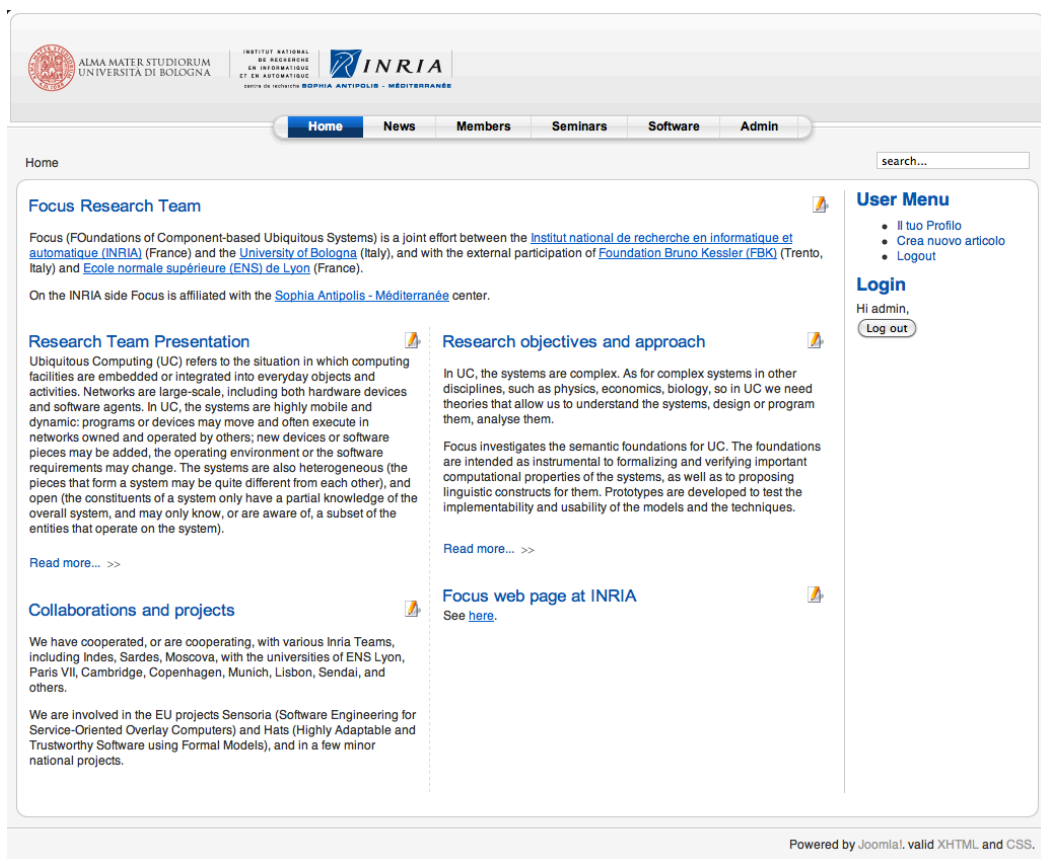 ALMA MATER STUDIORUM
UNIVERSITÀ DI BOLOGNA
INSTITUT NATIONAL
DE RECHERCHE
EN INFORMATIQUE
ET EN AUTOMATIQUE
INRIA
centre de recherche SOPHIA ANTIPOLIS - MÉDITERRANÉE
Home News Members Seminars Software Admin
Home
search...
Focus Research Team
Focus (FOundations of Component-based Ubiquitous Systems) is a joint effort between the Institut national de recherche en informatique et
automatique (INRIA) (France) and the University of Bologna (Italy), and with the external participation of Foundation Bruno Kessler (FBK) (Trento,
Italy) and Ecole normale supérieure (ENS) de Lyon (France).
On the INRIA side Focus is affiliated with the Sophia Antipolis - Méditerranée center.
Research Team Presentation
Ubiquitous Computing (UC) refers to the situation in which computing
facilities are embedded or integrated into everyday objects and
activities. Networks are large-scale, including both hardware devices
and software agents. In UC, the systems are highly mobile and
dynamic: programs or devices may move and often execute in
networks owned and operated by others; new devices or software
pieces may be added, the operating environment or the software
requirements may change. The systems are also heterogeneous (the
pieces that form a system may be quite different from each other), and
open (the constituents of a system only have a partial knowledge of the
overall system, and may only know, or are aware of, a subset of the
entities that operate on the system).
Read more... >>
Collaborations and projects
We have cooperated, or are cooperating, with various Inria Teams,
including Indes, Sardes, Moscova, with the universities of ENS Lyon,
Paris VII, Cambridge, Copenhagen, Munich, Lisbon, Sendai, and
others.
We are involved in the EU projects Sensoria (Software Engineering for
Service-Oriented Overlay Computers) and Hats (Highly Adaptable and
Trustworthy Software using Formal Models), and in a few minor
national projects.
Research objectives and approach
In UC, the systems are complex. As for complex systems in other
disciplines, such as physics, economics, biology, so in UC we need
theories that allow us to understand the systems, design or program
them, analyse them.
Focus investigates the semantic foundations for UC. The foundations
are intended as instrumental to formalizing and verifying important
computational properties of the systems, as well as to proposing
linguistic constructs for them. Prototypes are developed to test the
implementability and usability of the models and the techniques.
Read more... >>
Focus web page at INRIA
See here.
User Menu
Il tuo Profilo
Crea nuovo articolo
Logout
Login
Hi admin,
Log out
Powered by Joomla!. valid XHTML and CSS.